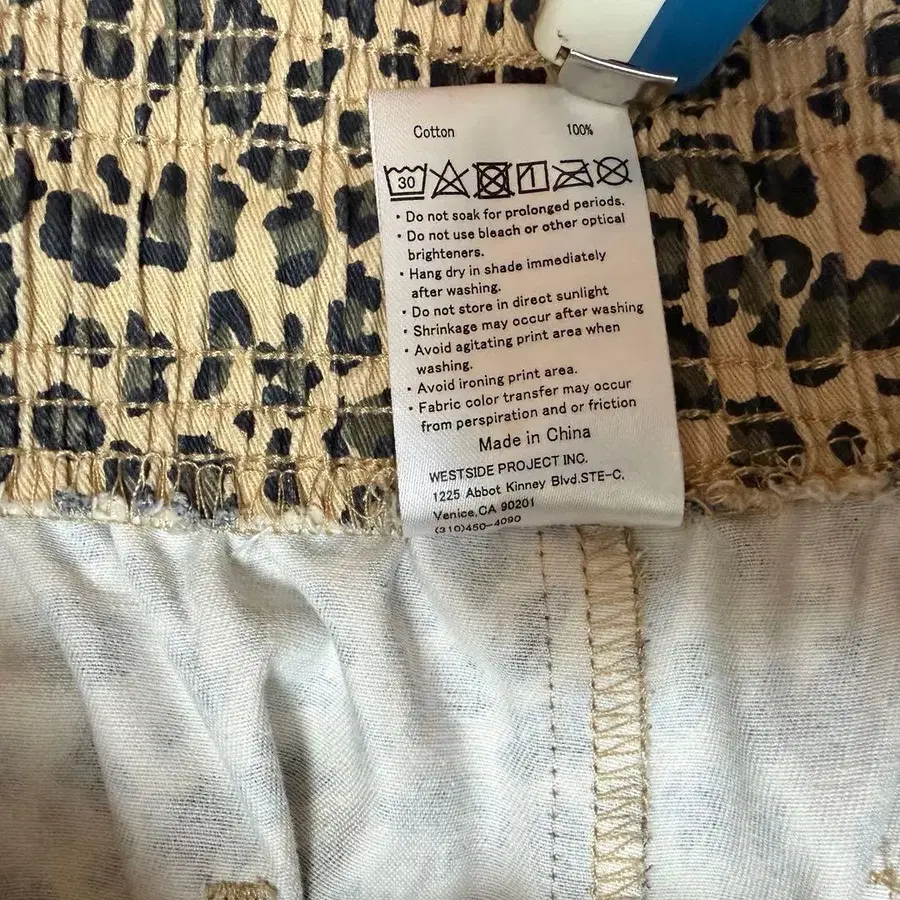 Cotton 100%
30
• Do not soak for prolonged periods.
• Do not use bleach or other optical
brighteners.
• Hang dry in shade immediately
after washing.
• Do not store in direct sunlight
• Shrinkage may occur after washing
• Avoid agitating print area when
washing.
• Avoid ironing print area.
• Fabric color transfer may occur
from perspiration and or friction
Made in China
WESTSIDE PROJECT INC.
1225 Abbot Kinney Blvd.STE-C.
Venice,CA 90201
(310)450-4090